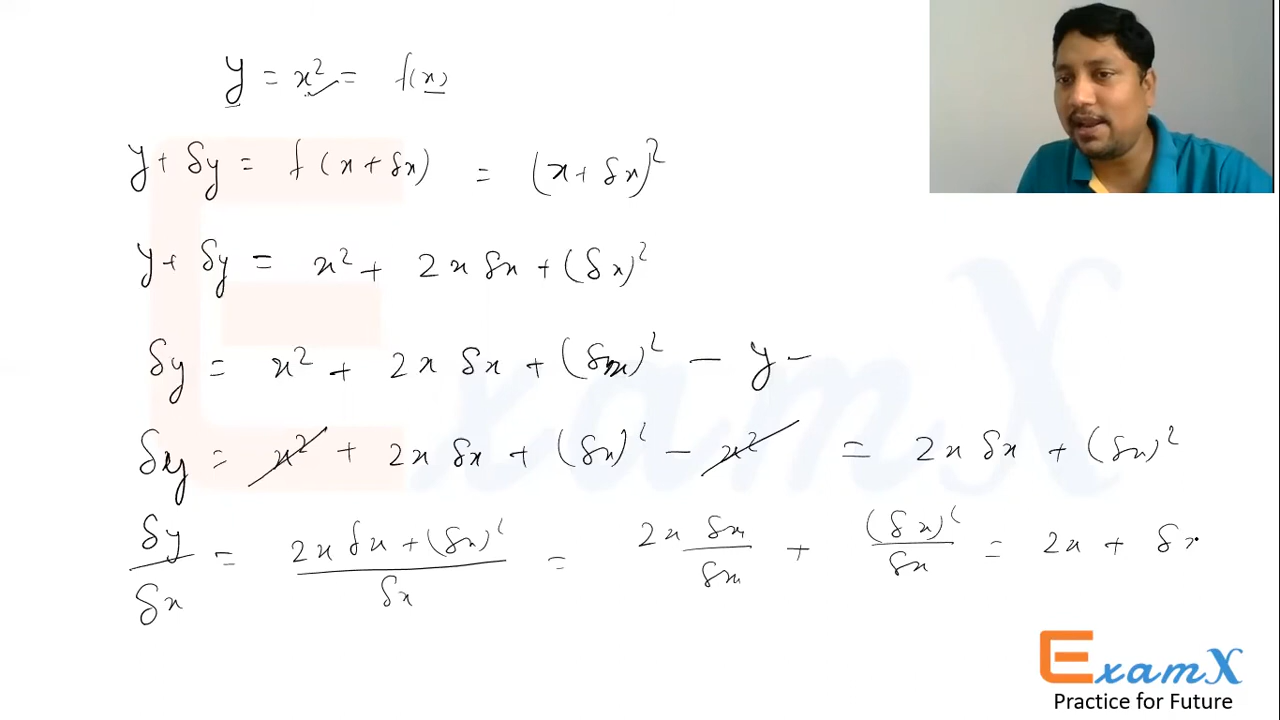 y = x² = f(x)
y + δy = f(x + δx) = (x + δx)²
y + δy = x² + 2x δx + (δx)²
δy = x² + 2x δx + (δx)² − y −
δy = x² + 2x δx + (δx)² − x² = 2x δx + (δx)²
δy/δx = (2x δx + (δx)²)/δx = 2x δx/δx + (δx)²/δx = 2x + δx
ExamX
ExamX
Practice for Future